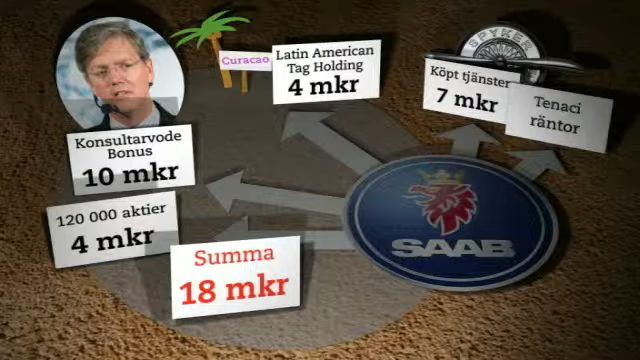 SPYKER
Curacao
Latin American
Tag Holding
4 mkr
Köpt tjänster
7 mkr
Tenaci
räntor
Konsultarvode
Bonus
10 mkr
120 000 aktier
4 mkr
Summa
18 mkr
SAAB